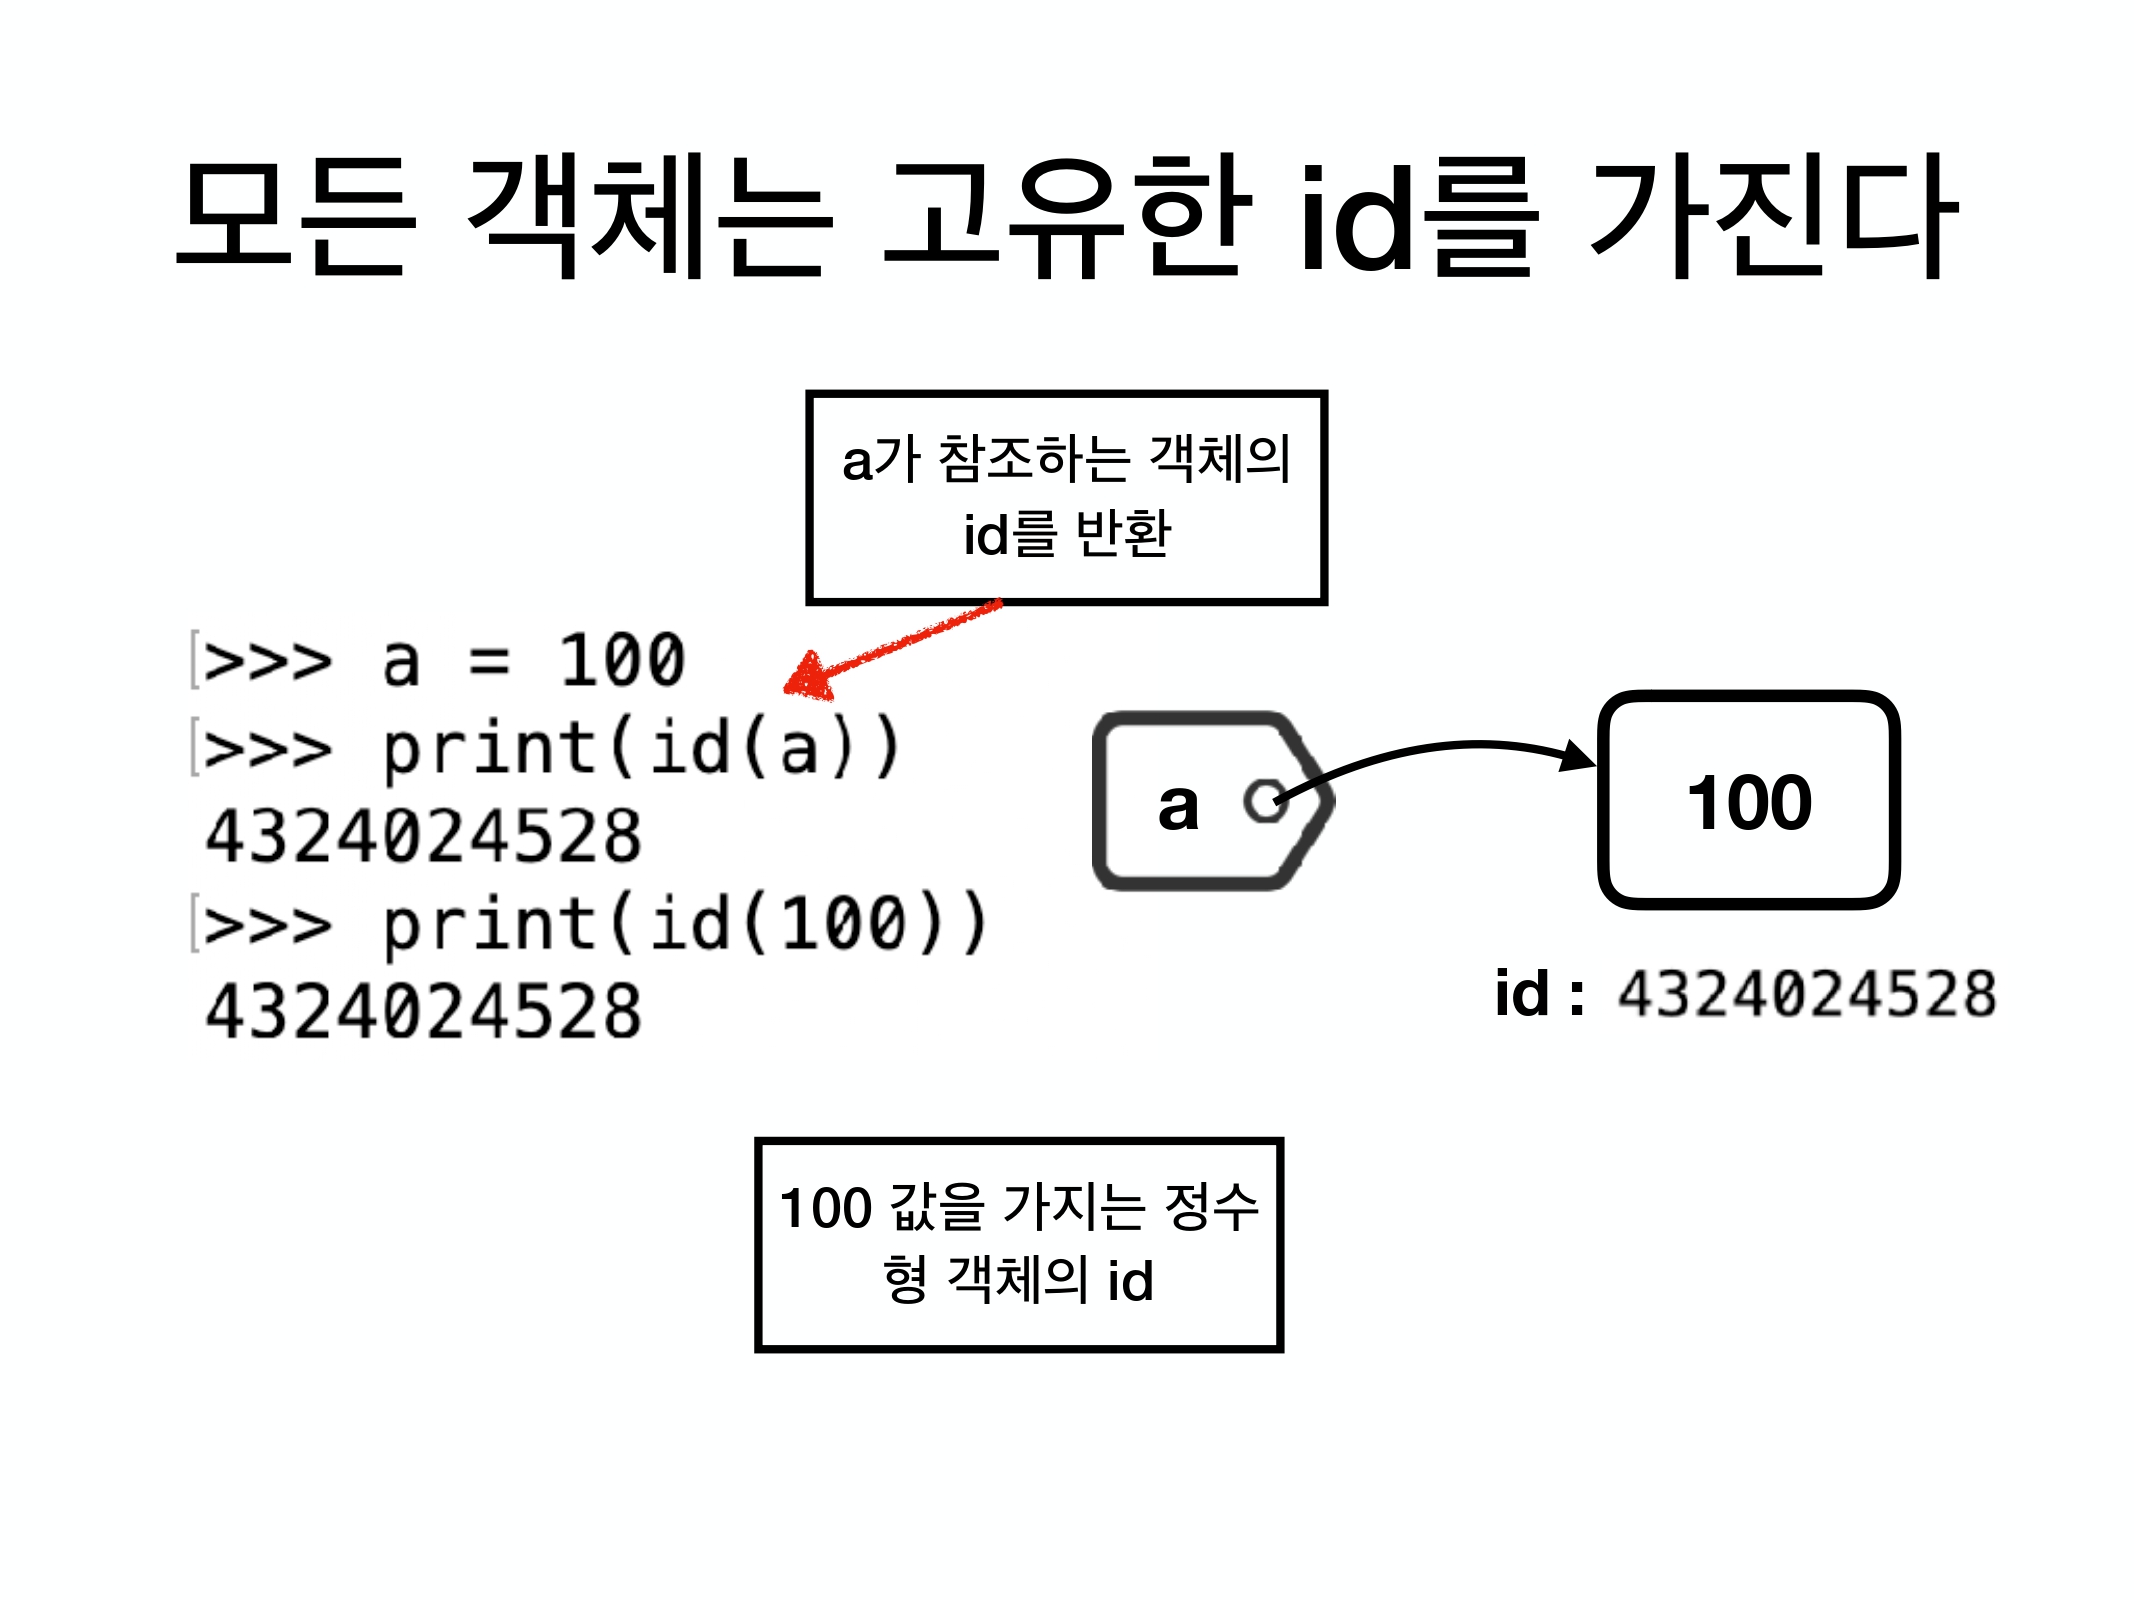 모든 객체는 고유한 id를 가진다
a가 참조하는 객체의
id를 반환
[>>> a = 100
[>>> print(id(a))
4324024528
[>>> print(id(100))
4324024528
a
100
id : 4324024528
100 값을 가지는 정수
형 객체의 id